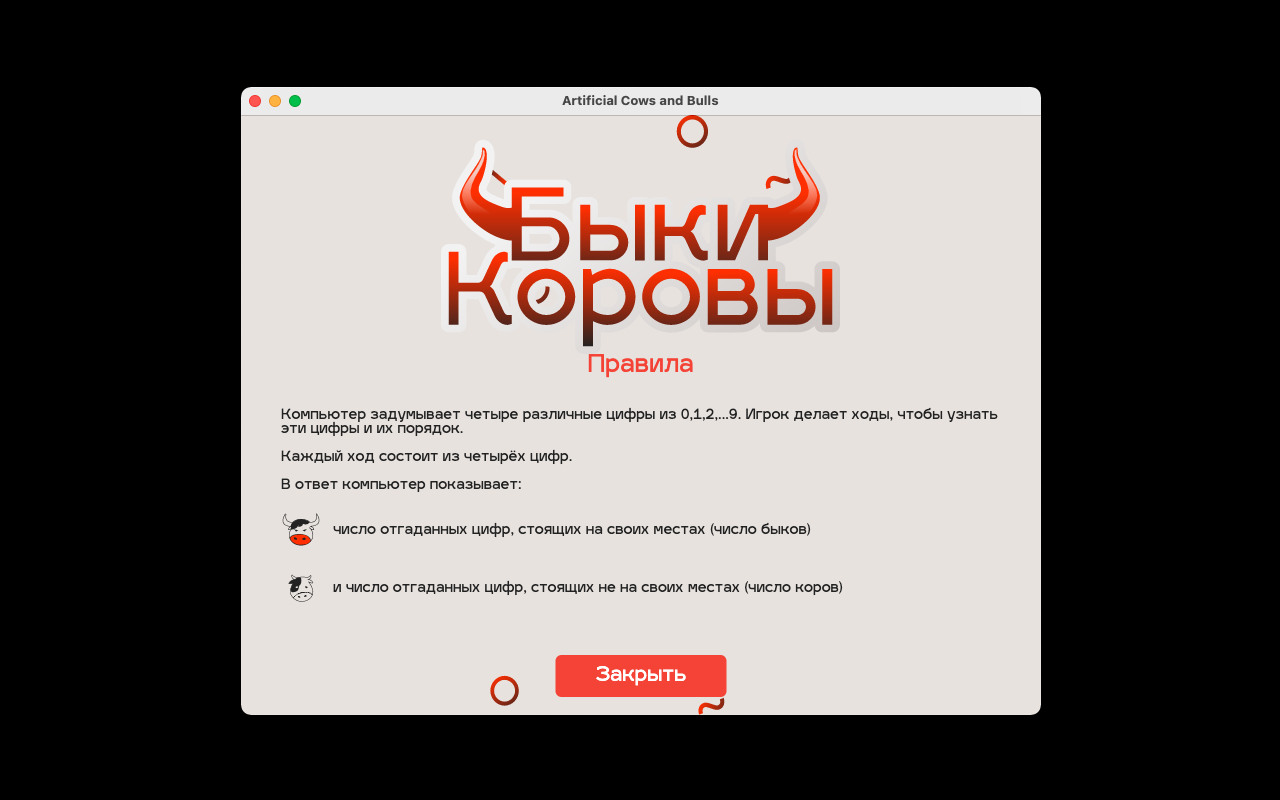 Artificial Cows and Bulls
Быки
Коровы
Правила
Компьютер задумывает четыре различные цифры из 0,1,2,...9. Игрок делает ходы, чтобы узнать
эти цифры и их порядок.
Каждый ход состоит из четырёх цифр.
В ответ компьютер показывает:
число отгаданных цифр, стоящих на своих местах (число быков)
и число отгаданных цифр, стоящих не на своих местах (число коров)
Закрыть